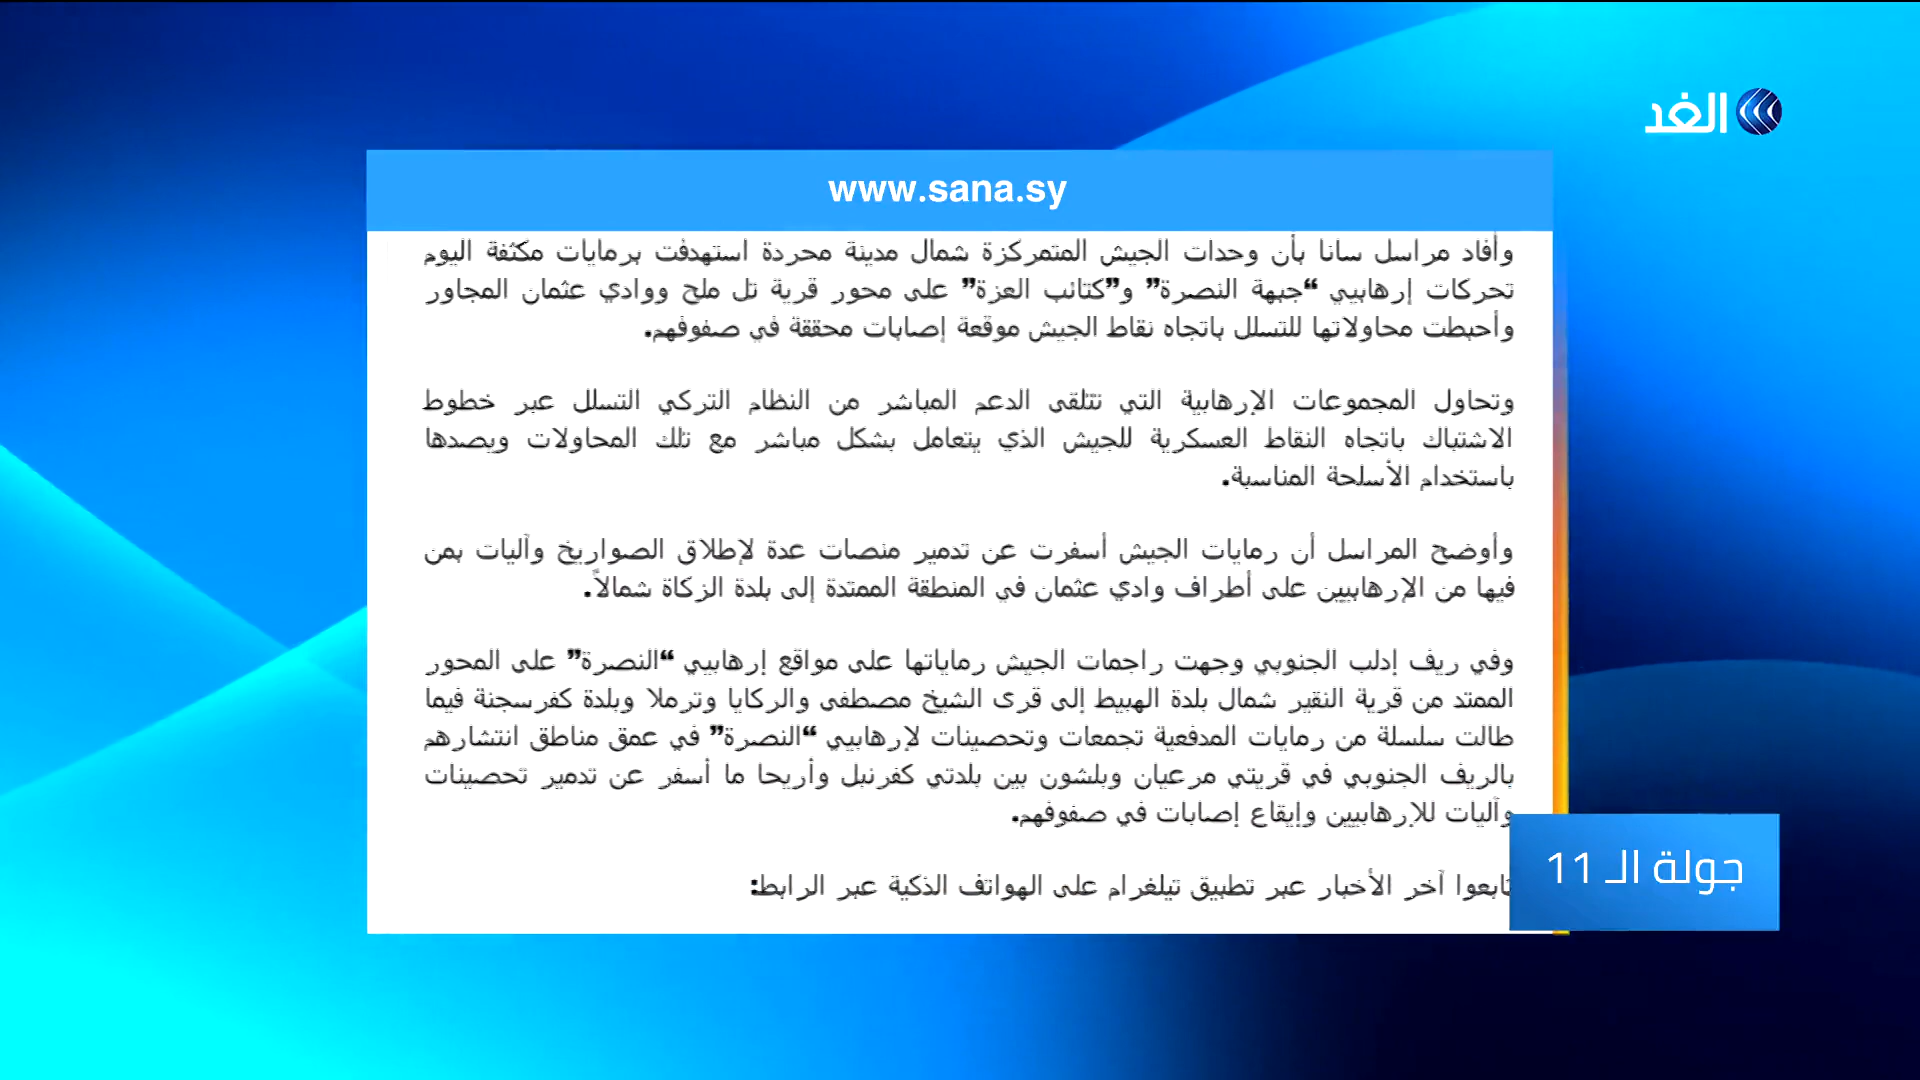 الغد
www.sana.sy
وأفاد مراسل سانا بأن وحدات الجيش المتمركزة شمال مدينة محردة استهدفت برمايات مكثفة اليوم
تحركات إرهابيي “جبهة النصرة” و”كتائب العزة” على محور قرية تل ملح ووادي عثمان المجاور
وأحبطت محاولاتها للتسلل باتجاه نقاط الجيش موقعة إصابات محققة في صفوفهم.
وتحاول المجموعات الإرهابية التي تتلقى الدعم المباشر من النظام التركي التسلل عبر خطوط
الاشتباك باتجاه النقاط العسكرية للجيش الذي يتعامل بشكل مباشر مع تلك المحاولات ويصدها
باستخدام الأسلحة المناسبة.
وأوضح المراسل أن رمايات الجيش أسفرت عن تدمير منصات عدة لإطلاق الصواريخ وآليات بمن
فيها من الإرهابيين على أطراف وادي عثمان في المنطقة الممتدة إلى بلدة الزكاة شمالاً.
وفي ريف إدلب الجنوبي وجهت راجمات الجيش رماياتها على مواقع إرهابيي “النصرة” على المحور
الممتد من قرية النقير شمال بلدة الهبيط إلى قرى الشيخ مصطفى والركايا وترملا وبلدة كفرسجنة فيما
طالت سلسلة من رمايات المدفعية تجمعات وتحصينات لإرهابيي “النصرة” في عمق مناطق انتشارهم
بالريف الجنوبي في قريتي مرعيان وبلشون بين بلدتي كفرنبل وأريحا ما أسفر عن تدمير تحصينات
وآليات للإرهابيين وإيقاع إصابات في صفوفهم.
تابعوا آخر الأخبار عبر تطبيق تيلغرام على الهواتف الذكية عبر الرابط:
جولة الـ 11